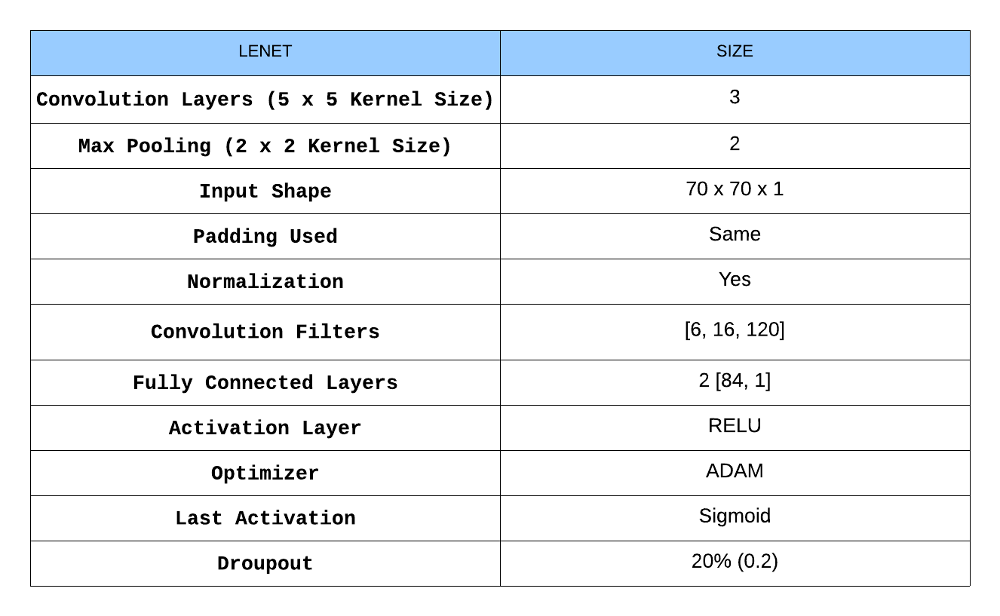 LENET SIZE
Convolution Layers (5 x 5 Kernel Size) 3
Max Pooling (2 x 2 Kernel Size) 2
Input Shape 70 x 70 x 1
Padding Used Same
Normalization Yes
Convolution Filters [6, 16, 120]
Fully Connected Layers 2 [84, 1]
Activation Layer RELU
Optimizer ADAM
Last Activation Sigmoid
Droupout 20% (0.2)